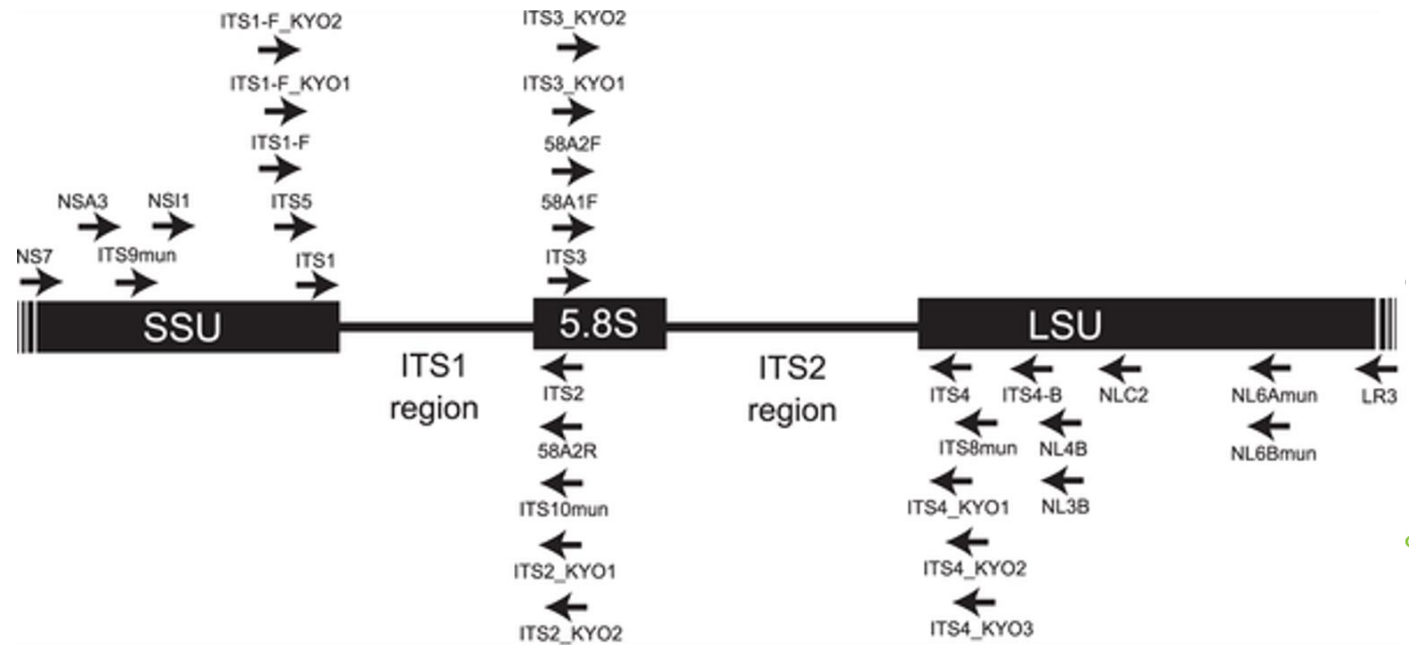 ITS1-F_KYO2
ITS3_KYO2
ITS1-F_KYO1
ITS3_KYO1
ITS1-F
58A2F
NSA3
NSI1
ITS5
58A1F
NS7
ITS9mun
ITS1
ITS3
SSU
5.8S
LSU
ITS1
region
ITS2
region
ITS2
ITS4
ITS4-B
NLC2
NL6Amun
LR3
58A2R
ITS8mun
NL4B
NL6Bmun
ITS10mun
ITS4_KYO1
NL3B
ITS2_KYO1
ITS4_KYO2
ITS2_KYO2
ITS4_KYO3